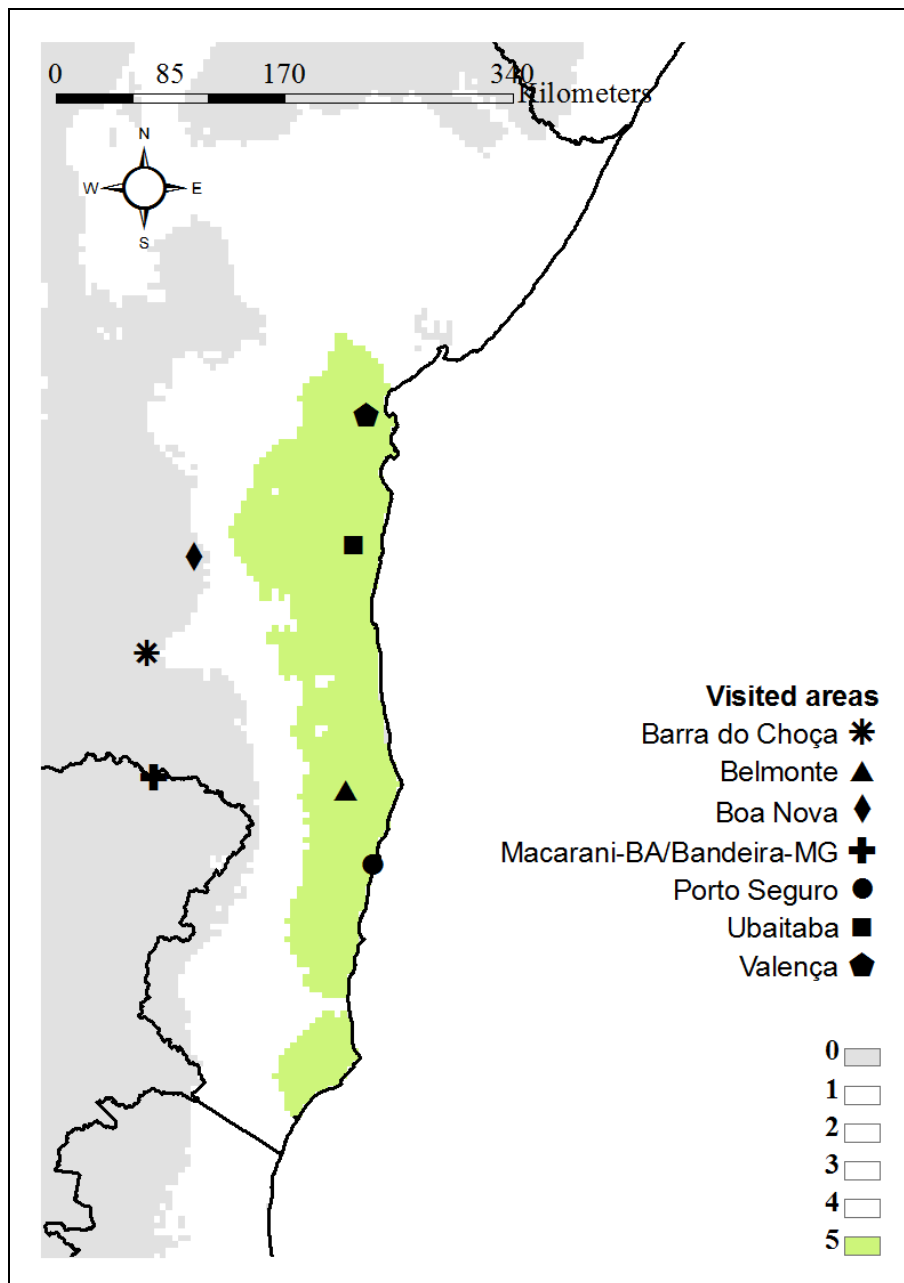 0 85 170 340
Kilometers
N
W E
S
Visited areas
Barra do Choça
Belmonte
Boa Nova
Macarani-BA/Bandeira-MG
Porto Seguro
Ubaitaba
Valença
0
1
2
3
4
5